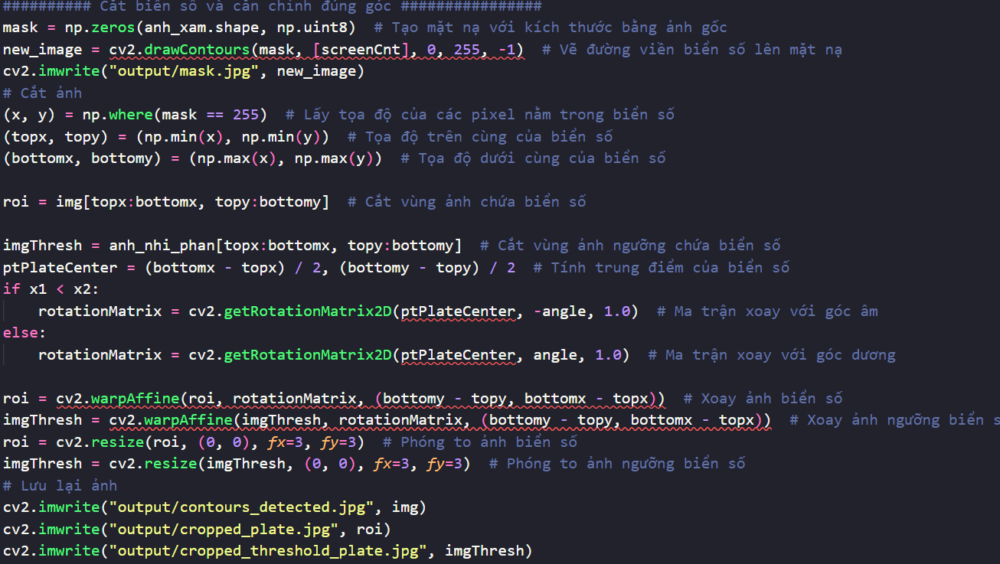 ########## Cắt biển số và căn chỉnh đúng góc ################
mask = np.zeros(anh_xam.shape, np.uint8)  # Tạo mặt nạ với kích thước bằng ảnh gốc
new_image = cv2.drawContours(mask, [screenCnt], 0, 255, -1)  # Vẽ đường viền biển số lên mặt nạ
cv2.imwrite("output/mask.jpg", new_image)
# Cắt ảnh
(x, y) = np.where(mask == 255)  # Lấy tọa độ của các pixel nằm trong biển số
(topx, topy) = (np.min(x), np.min(y))  # Tọa độ trên cùng của biển số
(bottomx, bottomy) = (np.max(x), np.max(y))  # Tọa độ dưới cùng của biển số
roi = img[topx:bottomx, topy:bottomy]  # Cắt vùng ảnh chứa biển số
imgThresh = anh_nhi_phan[topx:bottomx, topy:bottomy]  # Cắt vùng ảnh ngưỡng chứa biển số
ptPlateCenter = (bottomx - topx) / 2, (bottomy - topy) / 2  # Tính trung điểm của biển số
if x1 < x2:
    rotationMatrix = cv2.getRotationMatrix2D(ptPlateCenter, -angle, 1.0)  # Ma trận xoay với góc âm
else:
    rotationMatrix = cv2.getRotationMatrix2D(ptPlateCenter, angle, 1.0)  # Ma trận xoay với góc dương
roi = cv2.warpAffine(roi, rotationMatrix, (bottomy - topy, bottomx - topx))  # Xoay ảnh biển số
imgThresh = cv2.warpAffine(imgThresh, rotationMatrix, (bottomy - topy, bottomx - topx))  # Xoay ảnh ngưỡng biển
roi = cv2.resize(roi, (0, 0), fx=3, fy=3)  # Phóng to ảnh biển số
imgThresh = cv2.resize(imgThresh, (0, 0), fx=3, fy=3)  # Phóng to ảnh ngưỡng biển số
# Lưu lại ảnh
cv2.imwrite("output/contours_detected.jpg", img)
cv2.imwrite("output/cropped_plate.jpg", roi)
cv2.imwrite("output/cropped_threshold_plate.jpg", imgThresh)